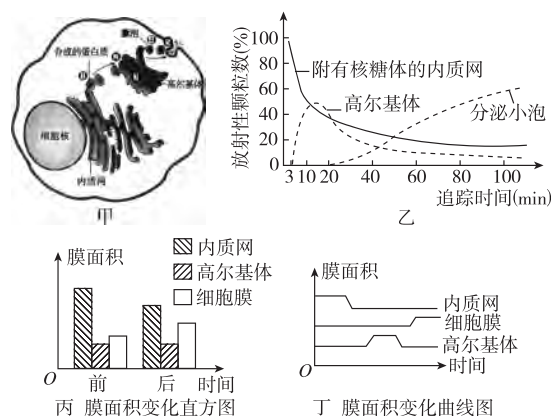 囊泡
合成的蛋白质
高尔基体
细胞核
内质网
甲
放射性颗粒数(%)
100
80
60
40
20
0
附有核糖体的内质网
高尔基体
分泌小泡
3 10 20 40 60 80 100
追踪时间(min)
乙
膜面积
内质网
高尔基体
细胞膜
O 前 后 时间
丙 膜面积变化直方图
膜面积
内质网
细胞膜
高尔基体
O 时间
丁 膜面积变化曲线图